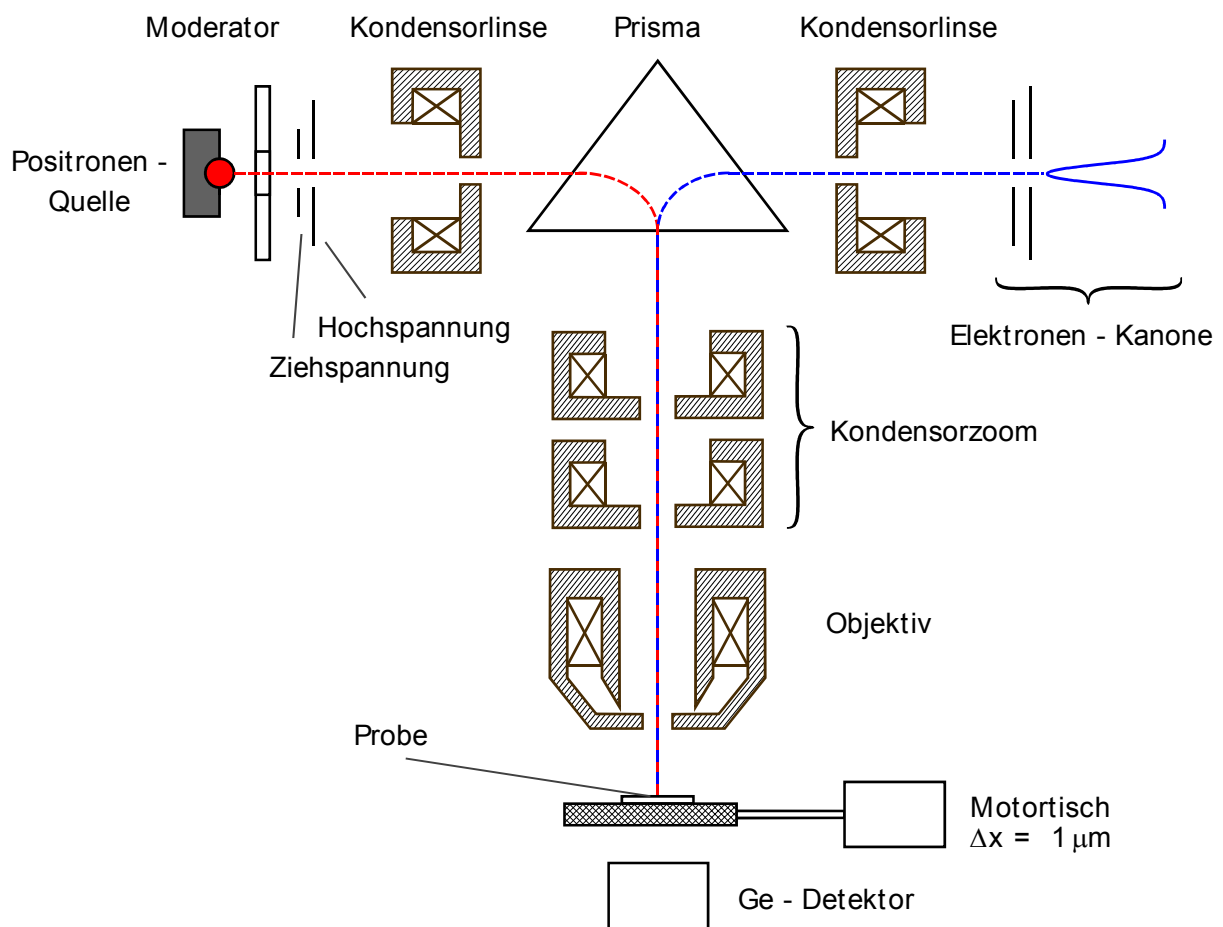 Moderator
Kondensorlinse
Prisma
Kondensorlinse
Positronen -
Quelle
Hochspannung
Ziehspannung
Elektronen - Kanone
Kondensorzoom
Objektiv
Probe
Motortisch
Δx = 1 μm
Ge - Detektor